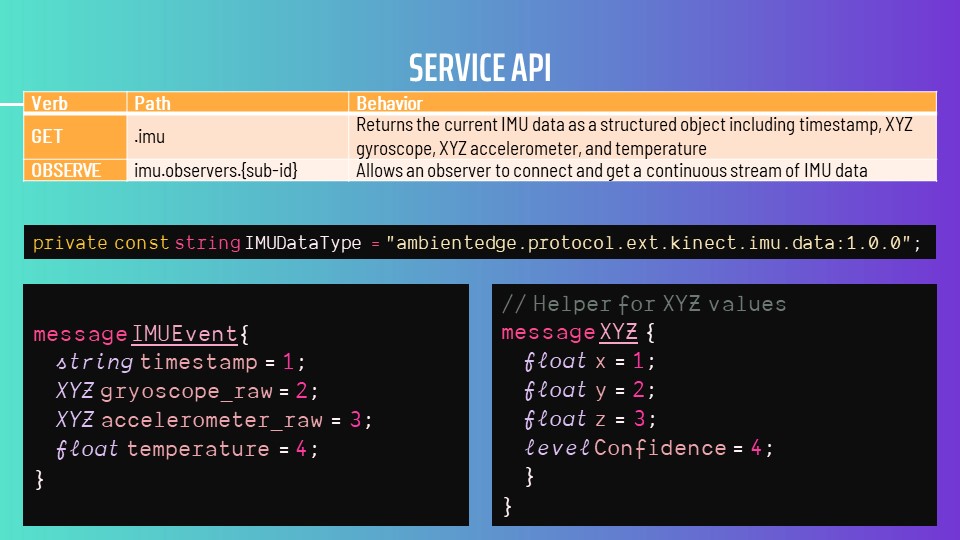 SERVICE API
Verb Path Behavior
GET .imu Returns the current IMU data as a structured object including timestamp, XYZ
gyroscope, XYZ accelerometer, and temperature
OBSERVE imu.observers.{sub-id} Allows an observer to connect and get a continuous stream of IMU data
private const string IMUDataType = "ambientedge.protocol.ext.kinect.imu.data:1.0.0";
message IMUEvent{
string timestamp = 1;
XYZ gryoscope_raw = 2;
XYZ accelerometer_raw = 3;
float temperature = 4;
}
// Helper for XYZ values
message XYZ {
float x = 1;
float y = 2;
float z = 3;
levelConfidence = 4;
}
}